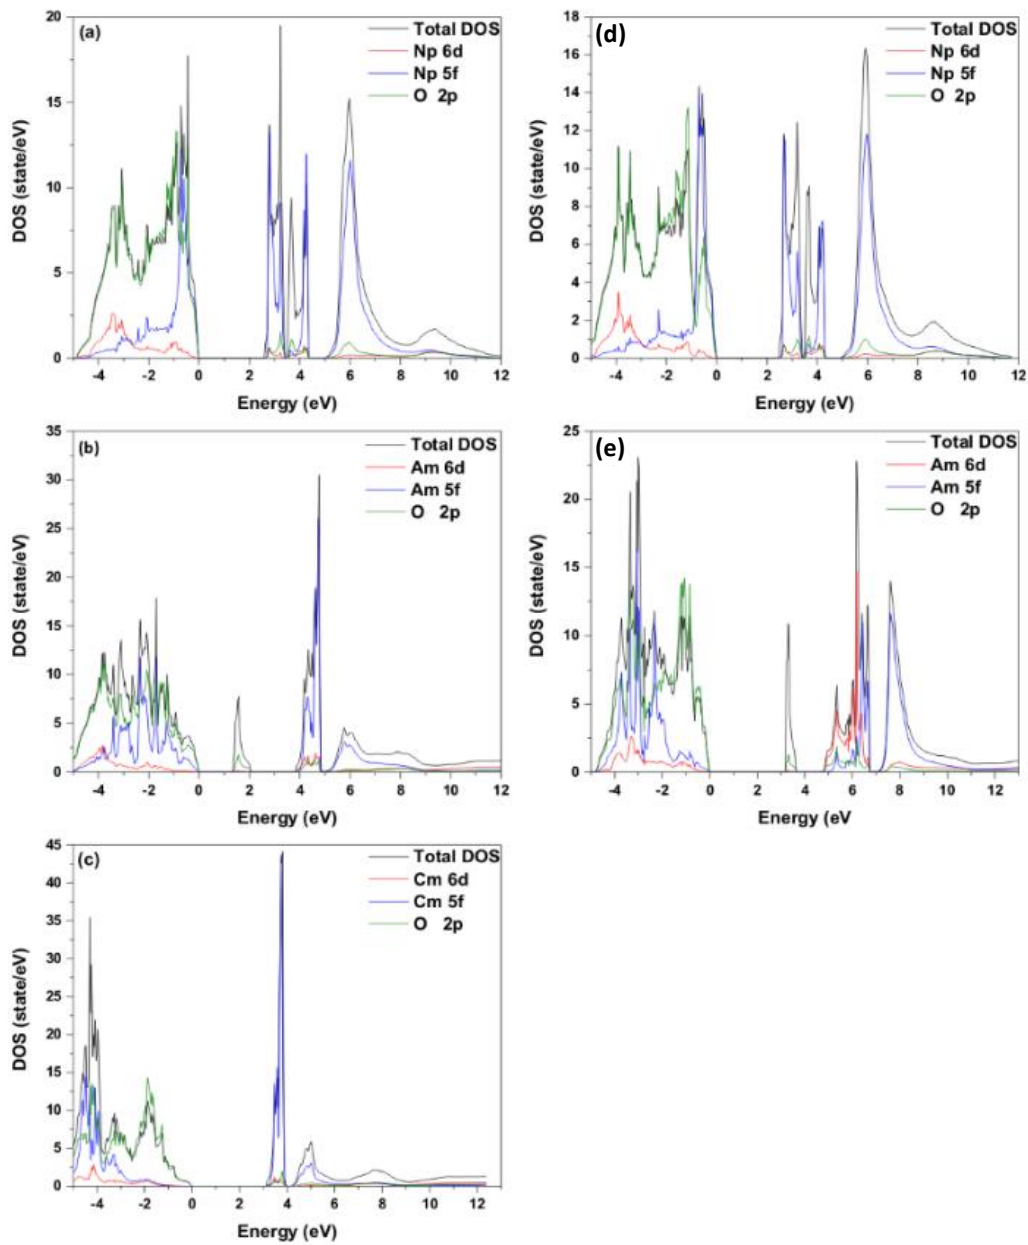 (a)
Total DOS
Np 6d
Np 5f
O 2p
20
15
10
5
0
DOS (state/eV)
-4 -2 0 2 4 6 8 10 12
Energy (eV)
(d)
Total DOS
Np 6d
Np 5f
O 2p
18
16
14
12
10
8
6
4
2
0
DOS (state/eV)
-4 -2 0 2 4 6 8 10 12
Energy (eV)
(b)
Total DOS
Am 6d
Am 5f
O 2p
35
30
25
20
15
10
5
0
DOS (state/eV)
-4 -2 0 2 4 6 8 10 12
Energy (eV)
(e)
Total DOS
Am 6d
Am 5f
O 2p
25
20
15
10
5
0
DOS (state/eV)
-4 -2 0 2 4 6 8 10 12
Energy (eV
(c)
Total DOS
Cm 6d
Cm 5f
O 2p
45
40
35
30
25
20
15
10
5
0
DOS (state/eV)
-4 -2 0 2 4 6 8 10 12
Energy (eV)